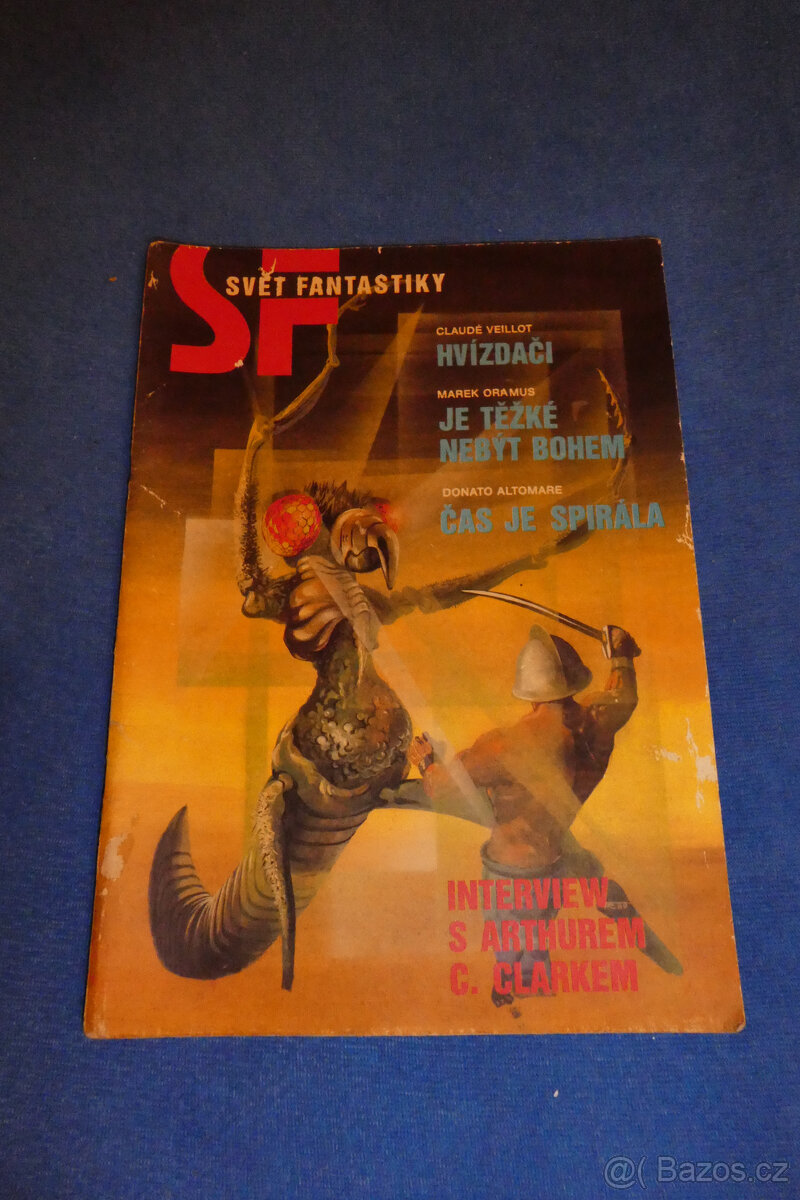 SF
SVĚT FANTASTIKY
CLAUDE VEILLOT
HVÍZDAČI
MAREK ORAMUS
JE TĚŽKÉ
NEBÝT BOHEM
DONATO ALTOMARE
ČAS JE SPIRÁLA
INTERVIEW
S ARTHUREM
C. CLARKEM
@( Bazos.cz